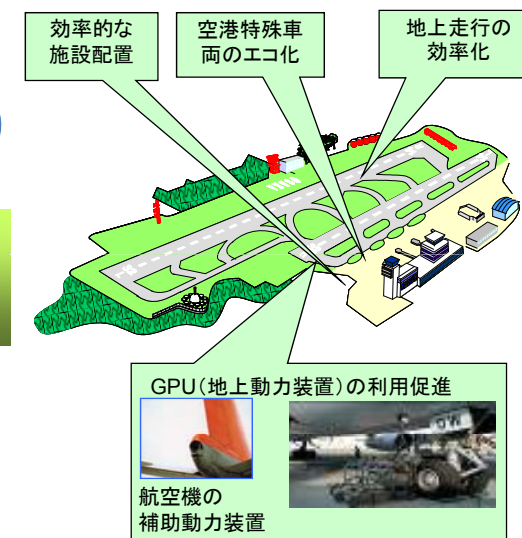 効率的な
施設配置
空港特殊車
両のエコ化
地上走行の
効率化
GPU(地上動力装置)の利用促進
航空機の
補助動力装置